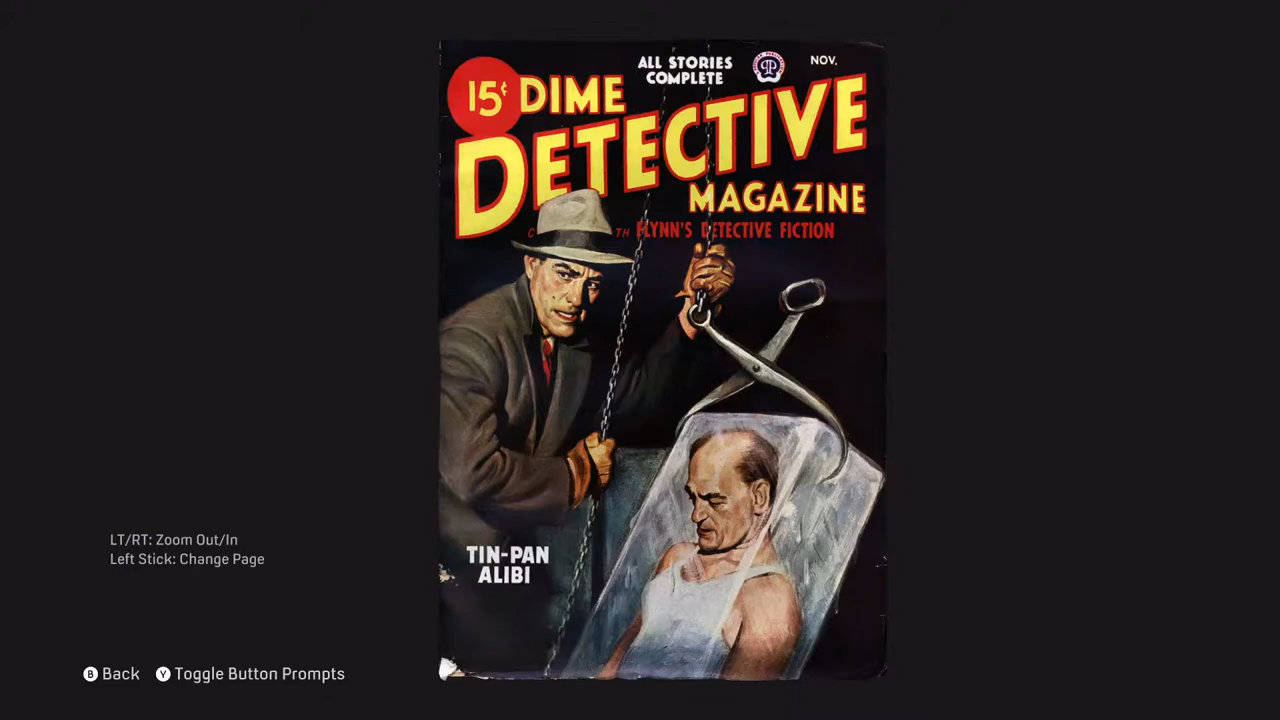 ALL STORIES
COMPLETE
NOV.
15¢
DIME
DETECTIVE
MAGAZINE
FLYNN'S DETECTIVE FICTION
TIN-PAN
ALIBI
LT/RT: Zoom Out/In
Left Stick: Change Page
B Back Y Toggle Button Prompts